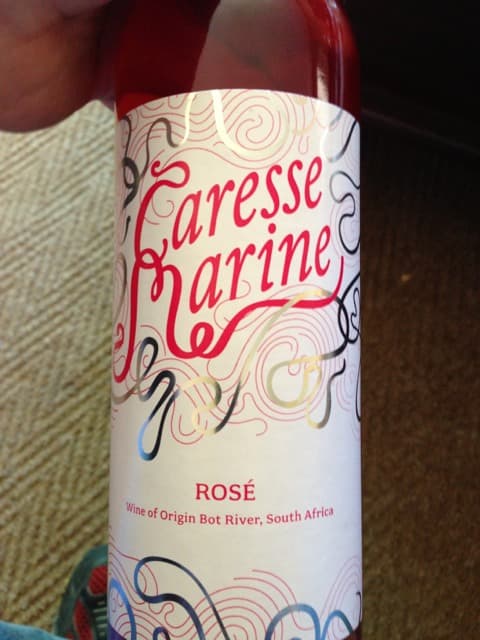 Caresse
Marine
ROSÉ
Wine of Origin Bot River, South Africa